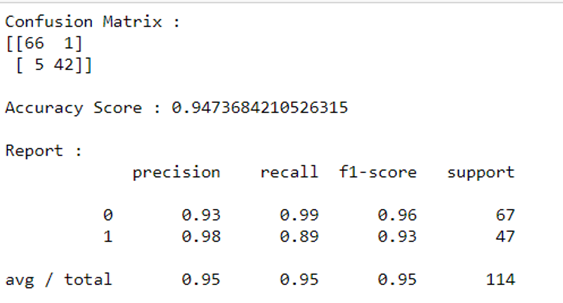 Confusion Matrix :
[[66  1]
 [ 5 42]]
Accuracy Score : 0.9473684210526315
Report :
             precision    recall  f1-score   support
          0       0.93      0.99      0.96        67
          1       0.98      0.89      0.93        47
avg / total       0.95      0.95      0.95       114